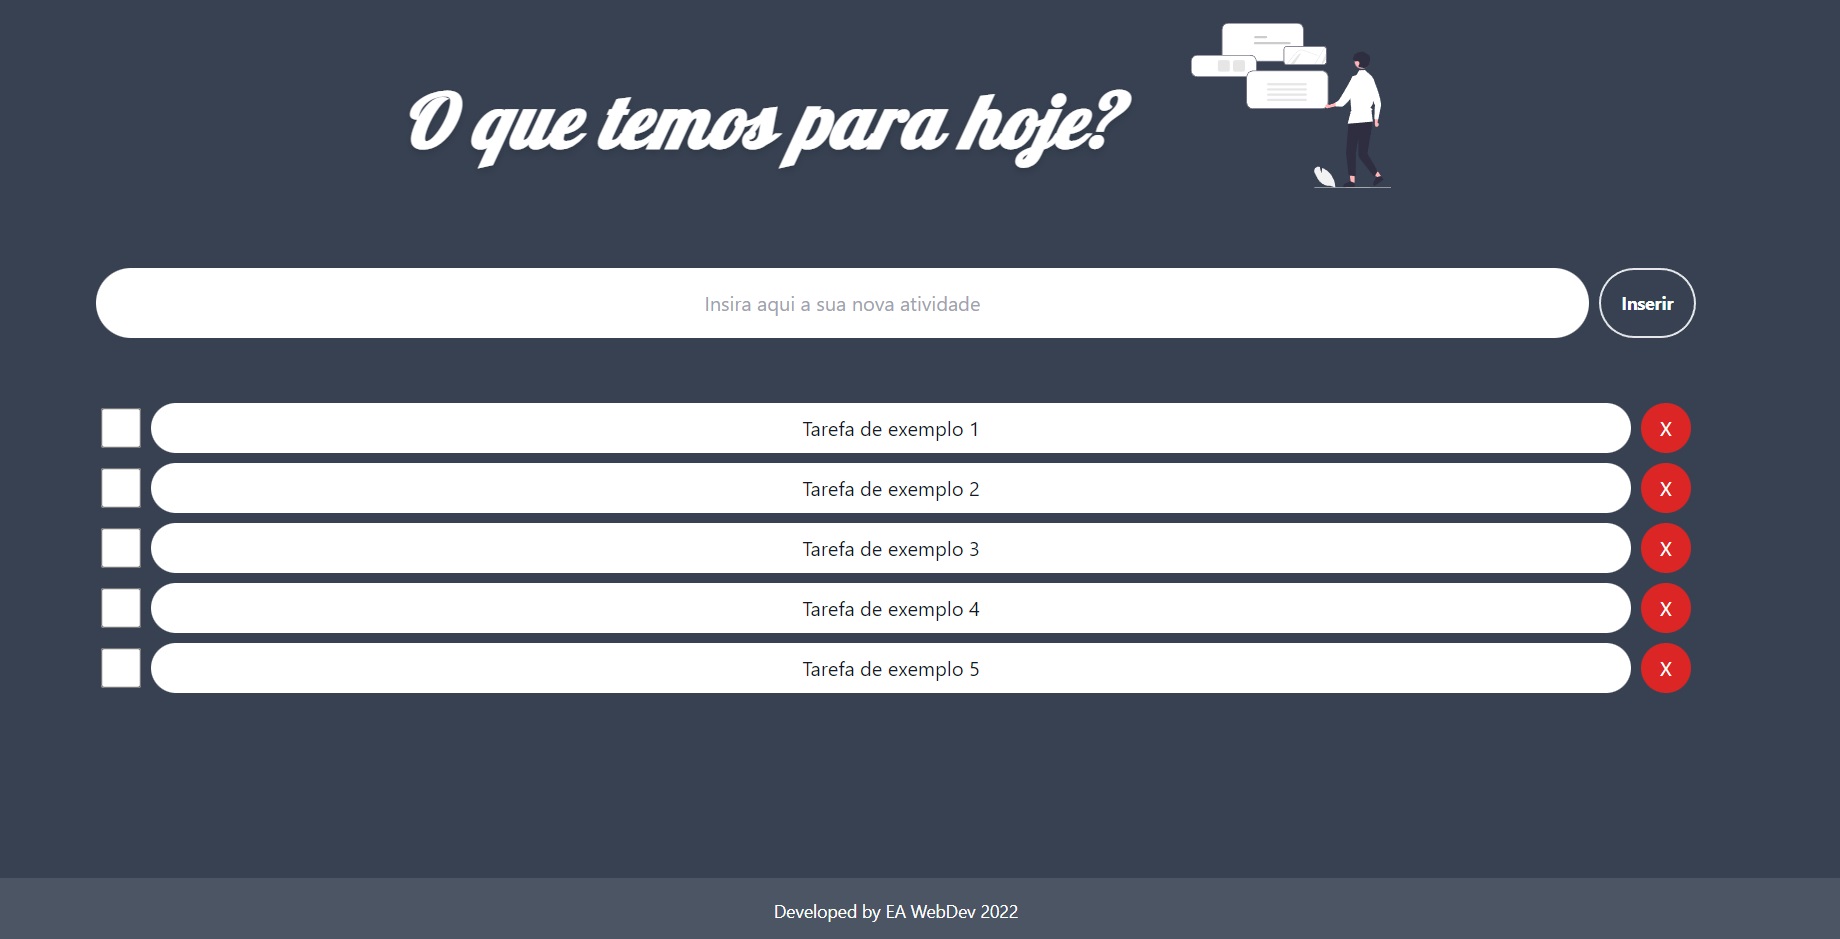 O que temos para hoje?
Insira aqui a sua nova atividade
Inserir
Tarefa de exemplo 1
X
Tarefa de exemplo 2
X
Tarefa de exemplo 3
X
Tarefa de exemplo 4
X
Tarefa de exemplo 5
X
Developed by EA WebDev 2022